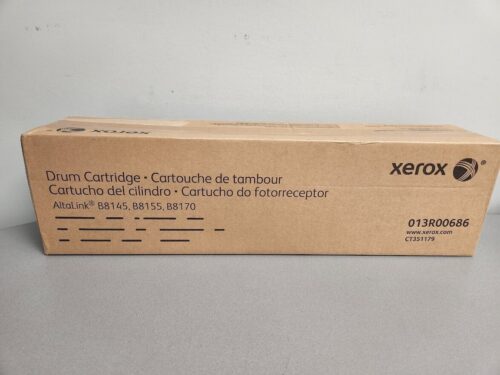 xerox
Drum Cartridge • Cartouche de tambour
Cartucho del cilindro • Cartucho do fotorreceptor
AltaLink® B8145, B8155, B8170
xerox
013R00686
www.xerox.com
CT351179